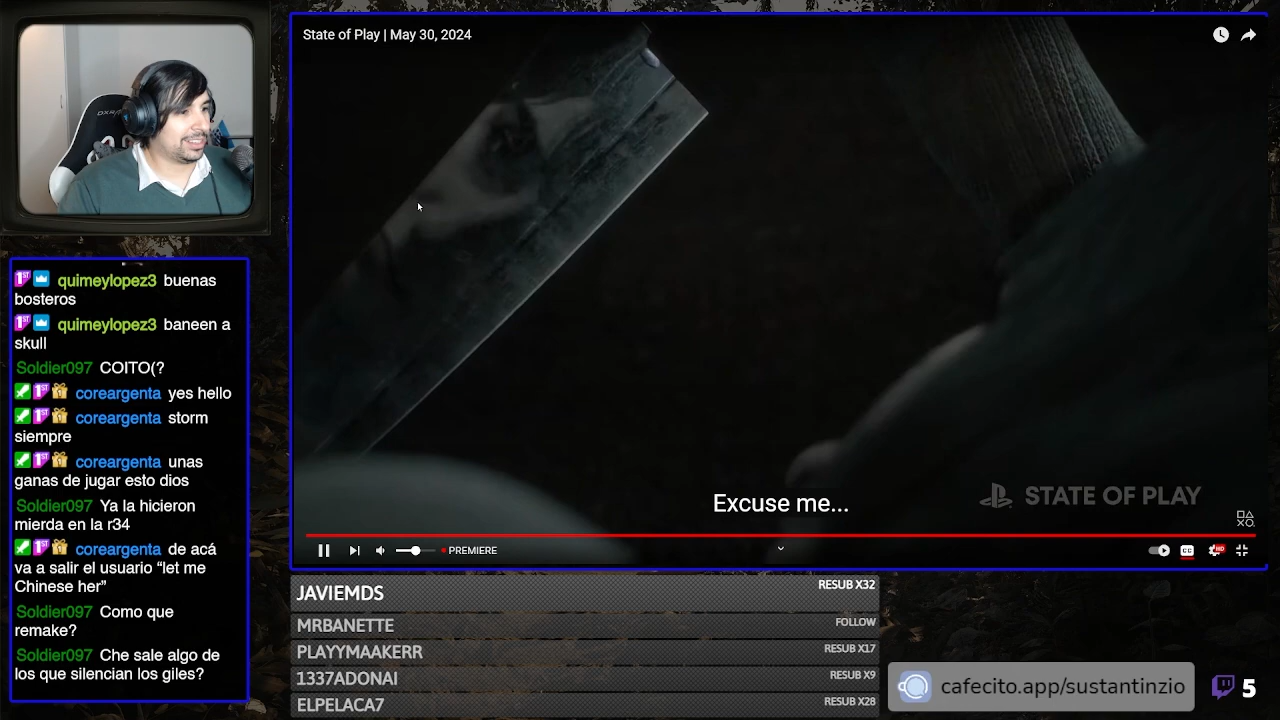 State of Play | May 30, 2024
DXR
quimeylopez3 buenas
bosteros
quimeylopez3 baneen a
skull
Soldier097 COITO(?
coreargenta yes hello
coreargenta storm
siempre
coreargenta unas
ganas de jugar esto dios
Soldier097 Ya la hicieron
mierda en la r34
coreargenta de acá
va a salir el usuario “let me
Chinese her”
Soldier097 Como que
remake?
Soldier097 Che sale algo de
los que silencian los giles?
STATE OF PLAY
Excuse me...
PREMIERE
CC
HD
JAVIEMDS RESUB X32
MRBANETTE FOLLOW
PLAYYMAAKERR RESUB X17
1337ADONAI RESUB X9
ELPELACA7 RESUB X28
cafecito.app/sustantinzio
5